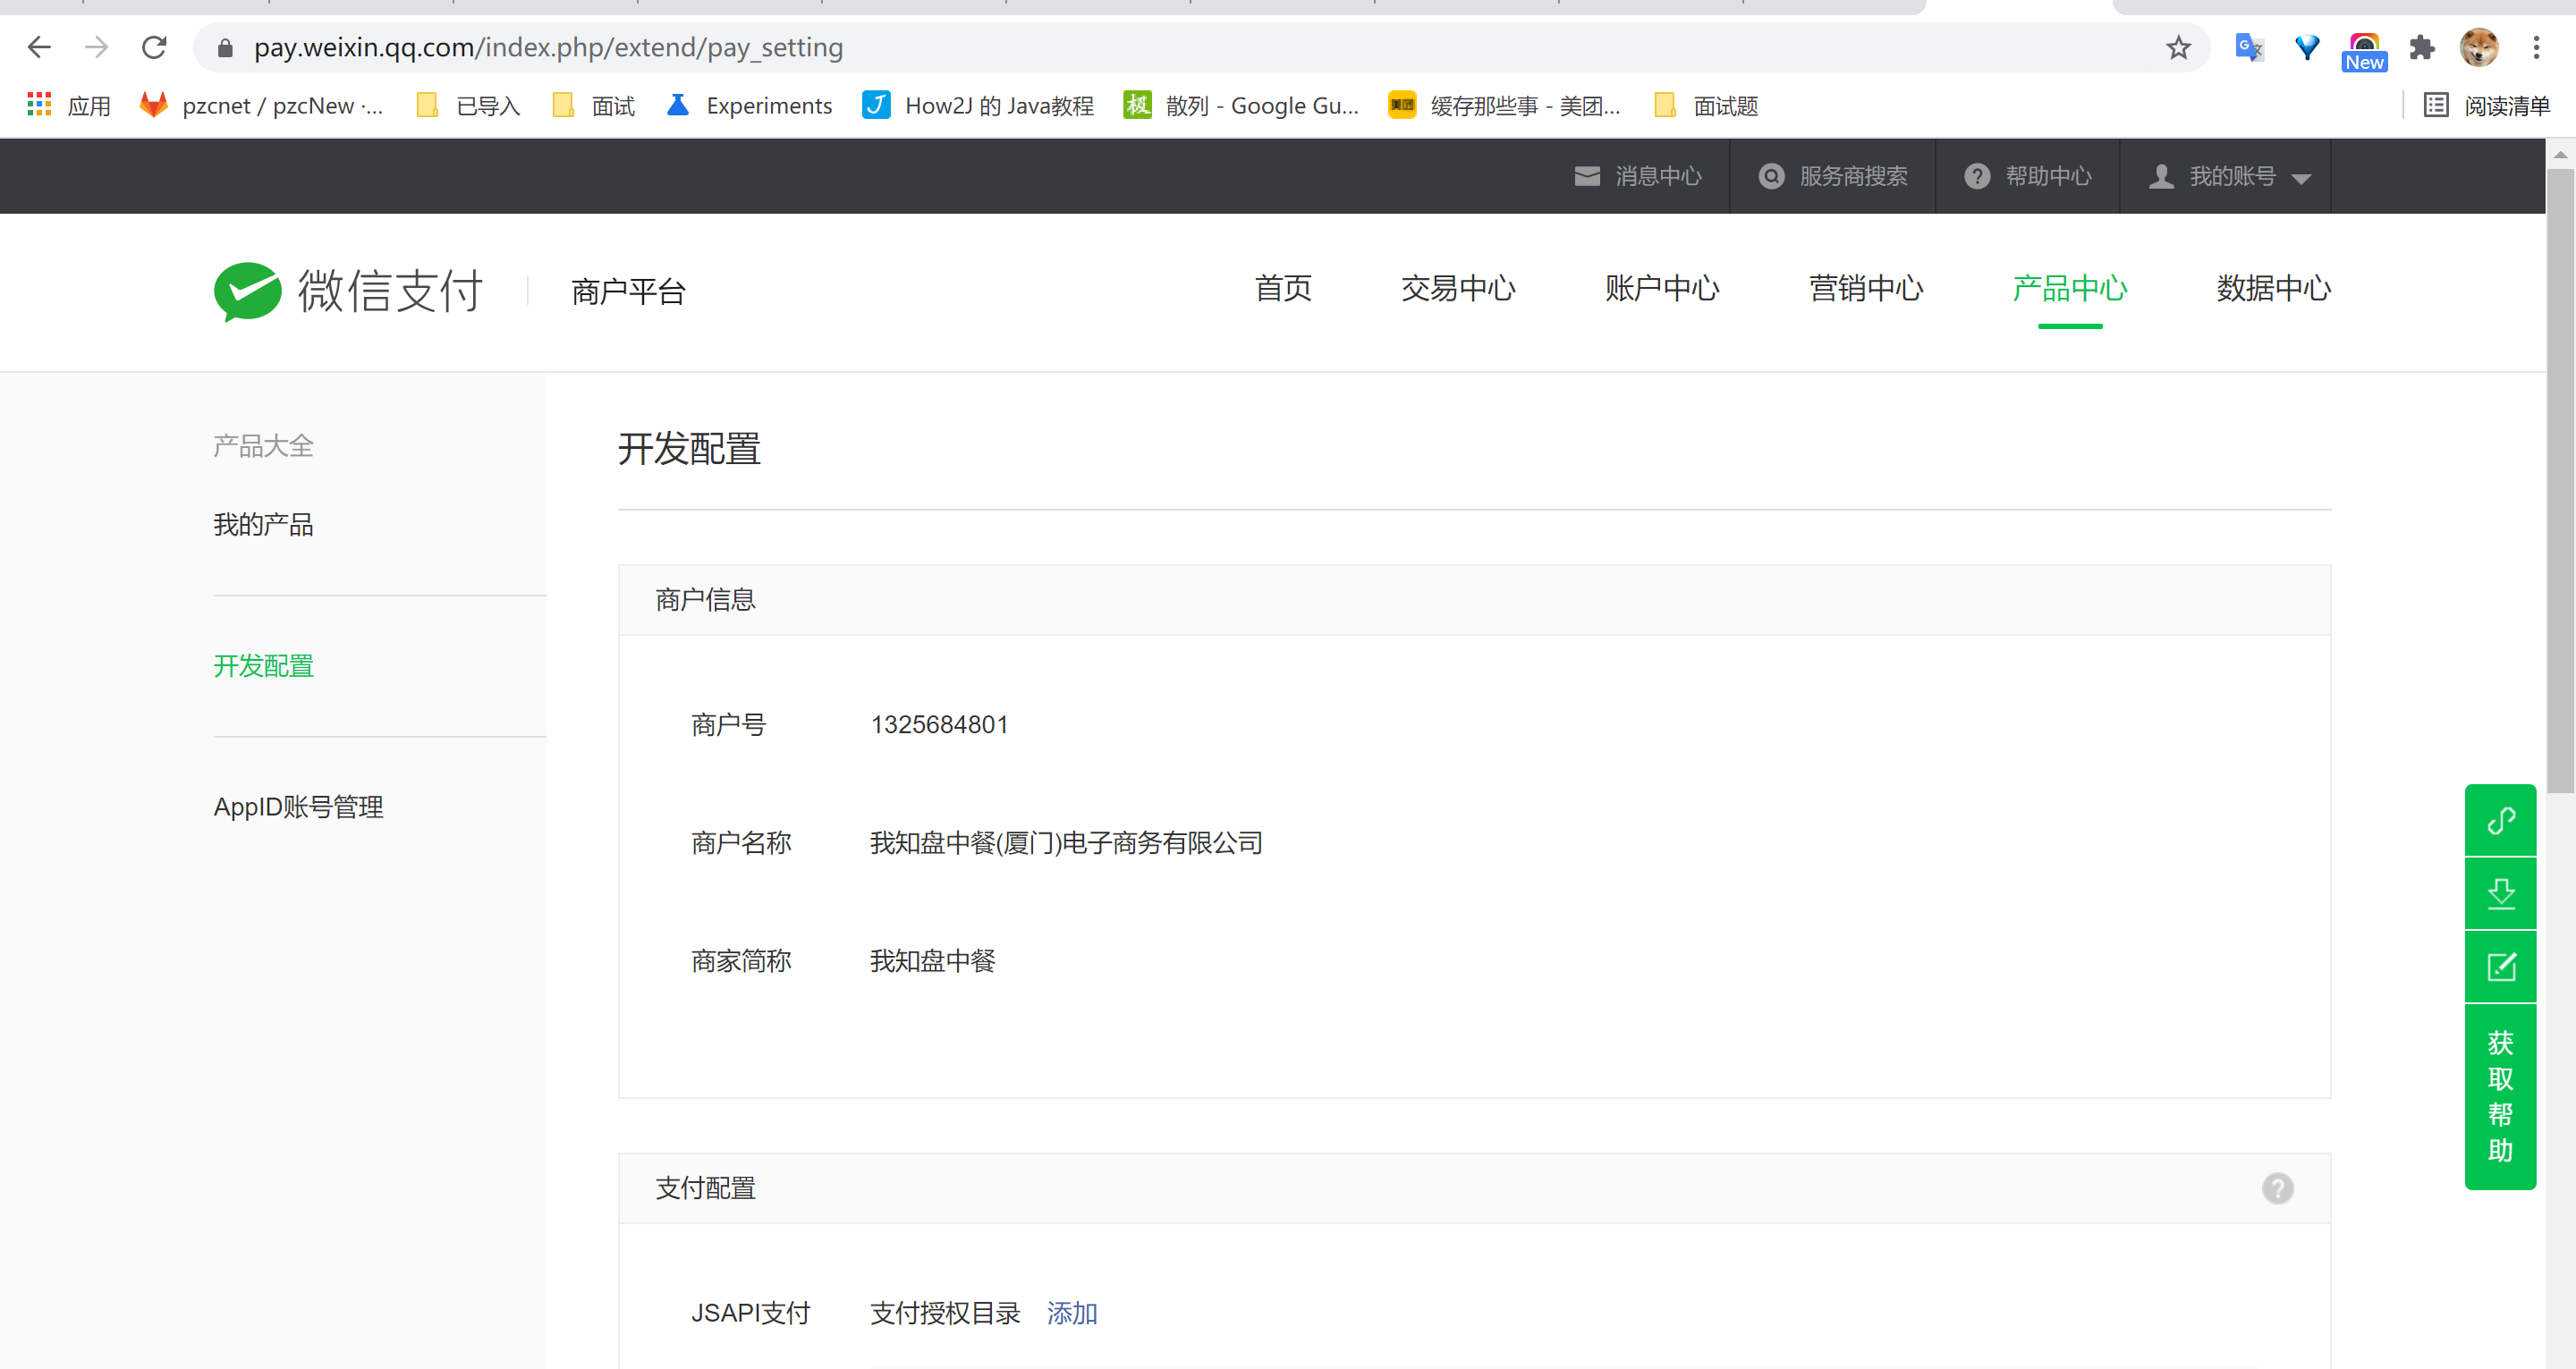 pay.weixin.qq.com/index.php/extend/pay_setting
New
应用 pzcnet / pzcNew ·... 已导入 面试 Experiments How2J 的 Java教程 散列 - Google Gu... 缓存那些事 - 美团... 面试题 阅读清单
消息中心 服务商搜索 帮助中心 我的账号
微信支付 商户平台 首页 交易中心 账户中心 营销中心 产品中心 数据中心
产品大全
我的产品
开发配置
AppID账号管理
开发配置
商户信息
商户号 1325684801
商户名称 我知盘中餐(厦门)电子商务有限公司
商家简称 我知盘中餐
支付配置
JSAPI支付 支付授权目录 添加
获
取
帮
助